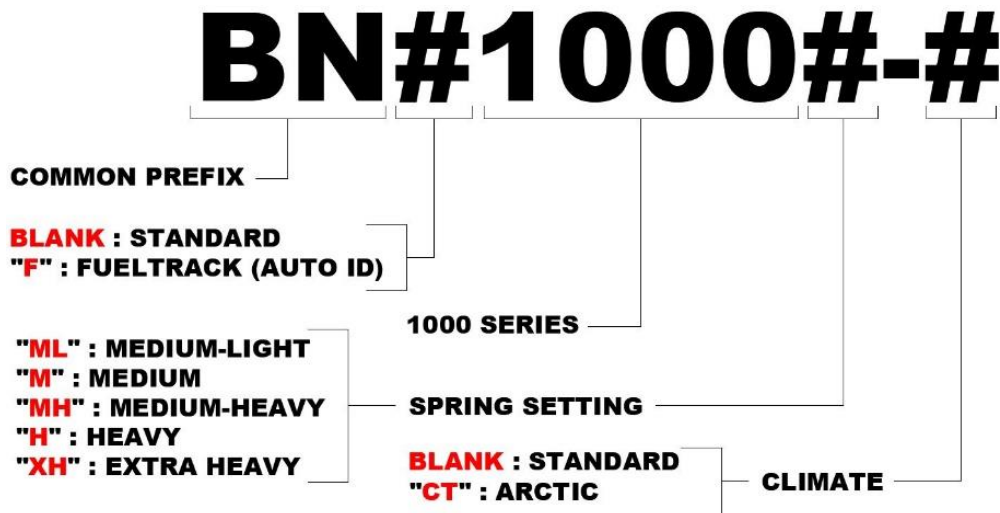 BN#1000#-#
COMMON PREFIX
BLANK : STANDARD
"F" : FUELTRACK (AUTO ID)
1000 SERIES
"ML" : MEDIUM-LIGHT
"M" : MEDIUM
"MH" : MEDIUM-HEAVY
"H" : HEAVY
"XH" : EXTRA HEAVY
SPRING SETTING
BLANK : STANDARD
"CT" : ARCTIC
CLIMATE